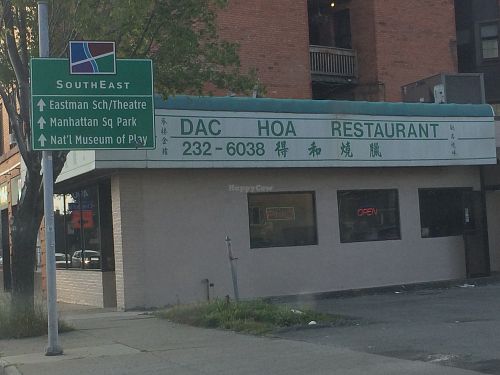 SOUTHEAST
Eastman Sch/Theatre
Manhattan Sq Park
Nat'l Museum of Play
DAC HOA RESTAURANT
232-6038 得和燒臘
HappyCow
OPEN